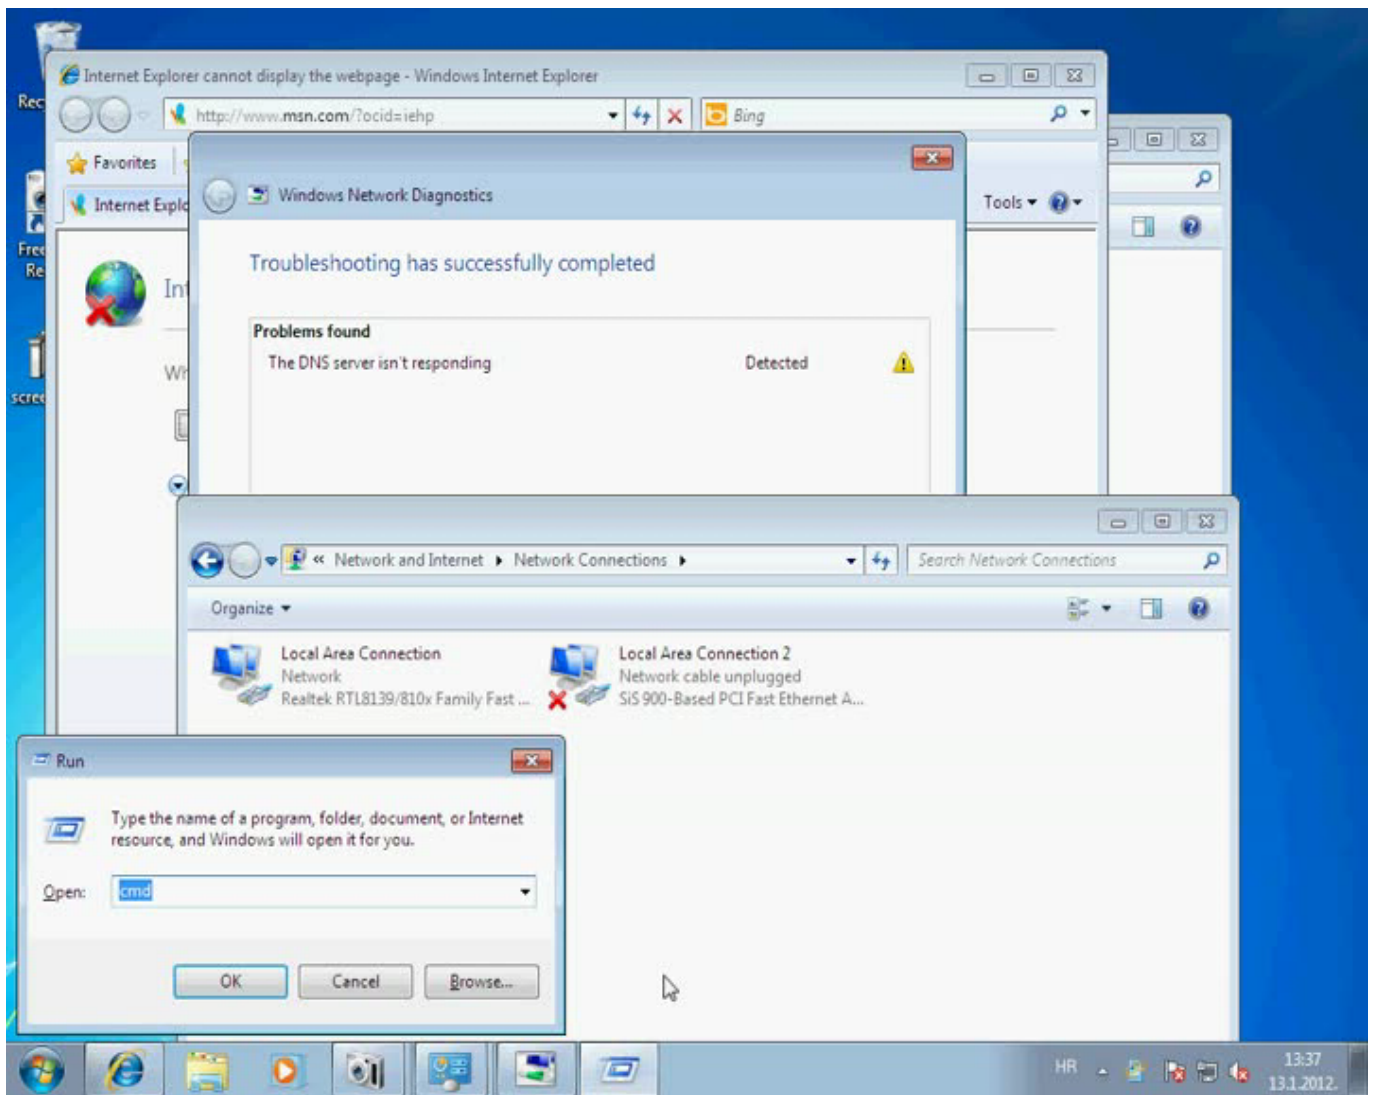 Internet Explorer cannot display the webpage - Windows Internet Explorer
http://www.msn.com/?ocid=iehp
Bing
Favorites
Windows Network Diagnostics
Internet Explo
Tools
Troubleshooting has successfully completed
Problems found
The DNS server isn't responding Detected
« Network and Internet Network Connections
Search Network Connections
Organize
Local Area Connection
Network
Realtek RTL8139/810x Family Fast ...
Local Area Connection 2
Network cable unplugged
SiS 900-Based PCI Fast Ethernet A...
Run
Type the name of a program, folder, document, or Internet
resource, and Windows will open it for you.
Open: cmd
OK Cancel Browse...
HR
13:37
13.1.2012.